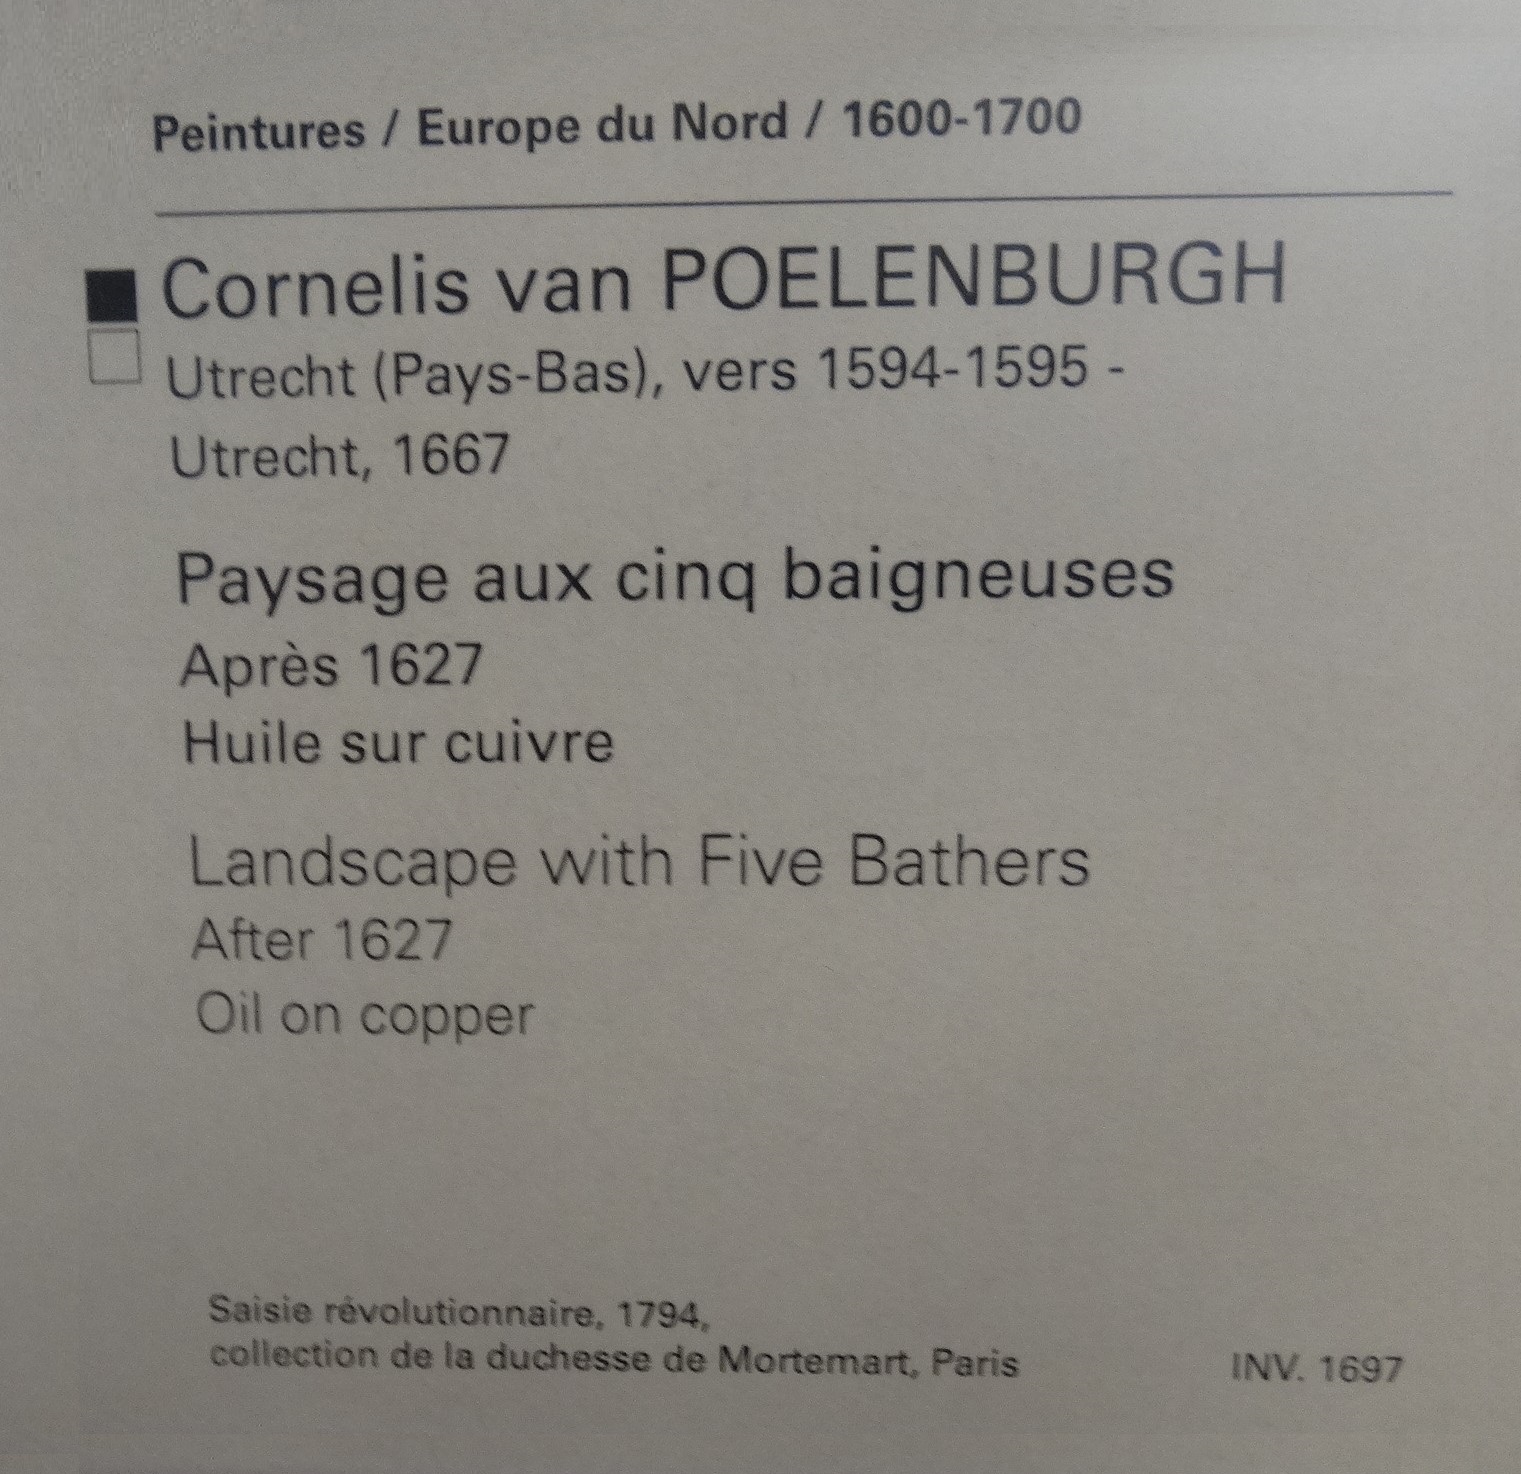 Peintures / Europe du Nord / 1600-1700
Cornelis van POELENBURGH
Utrecht (Pays-Bas), vers 1594-1595 -
Utrecht, 1667
Paysage aux cinq baigneuses
Après 1627
Huile sur cuivre
Landscape with Five Bathers
After 1627
Oil on copper
Saisie révolutionnaire, 1794,
collection de la duchesse de Mortemart, Paris
INV. 1697